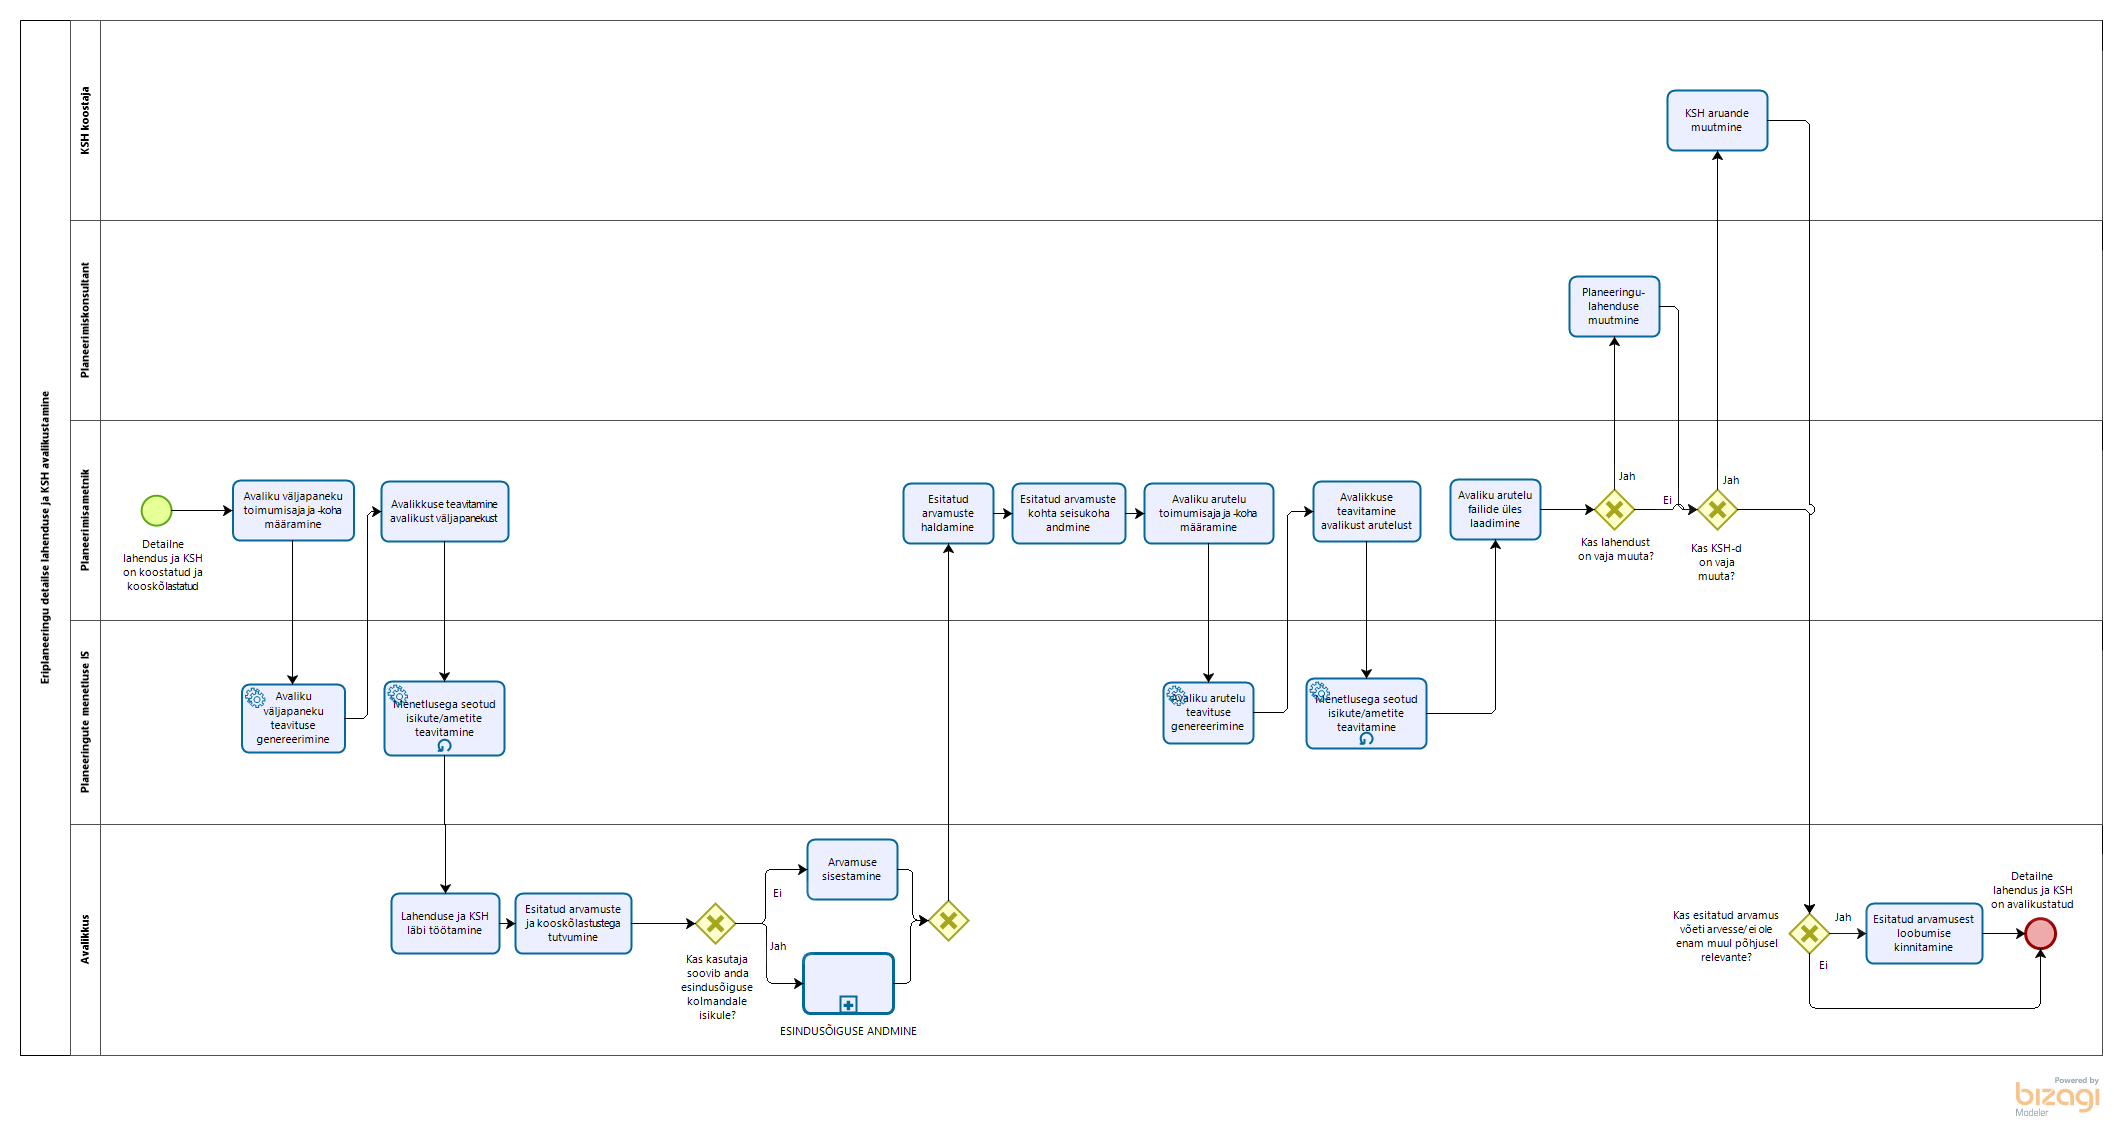 Eriplaneeringu detailse lahenduse ja KSH avalikustamine
KSH koostaja
KSH aruande
muutmine
Planeerimiskonsultant
Planeeringu-
lahenduse
muutmine
Planeerimisametnik
Detailne
lahendus ja KSH
on koostatud ja
kooskõlastatud
Avaliku väljapaneku
toimumisaja ja -koha
määramine
Avalikkuse teavitamine
avalikust väljapanekust
Esitatud
arvamuste
haldamine
Esitatud arvamuste
kohta seisukoha
andmine
Avaliku arutelu
toimumisaja ja -koha
määramine
Avalikkuse
teavitamine
avalikust arutelust
Avaliku arutelu
failide üles
laadimine
Jah
Ei
Kas lahendust
on vaja muuta?
Jah
Kas KSH-d
on vaja
muuta?
Planeeringute menetluse IS
Avaliku
väljapaneku
teavituse
genereerimine
Menetlusega seotud
isikute/ametite
teavitamine
Avaliku arutelu
teavituse
genereerimine
Menetlusega seotud
isikute/ametite
teavitamine
Avalikkus
Lahenduse ja KSH
läbi töötamine
Esitatud arvamuste
ja kooskõlastustega
tutvumine
Kas kasutaja
soovib anda
esindusõiguse
kolmandale
isikule?
Ei
Jah
Arvamuse
sisestamine
ESINDUSÕIGUSE ANDMINE
Kas esitatud arvamus
võeti arvesse/ ei ole
enam muul põhjusel
relevante?
Jah
Ei
Esitatud arvamusest
loobumise
kinnitamine
Detailne
lahendus ja KSH
on avalikustatud
Powered by
bizagi
Modeler